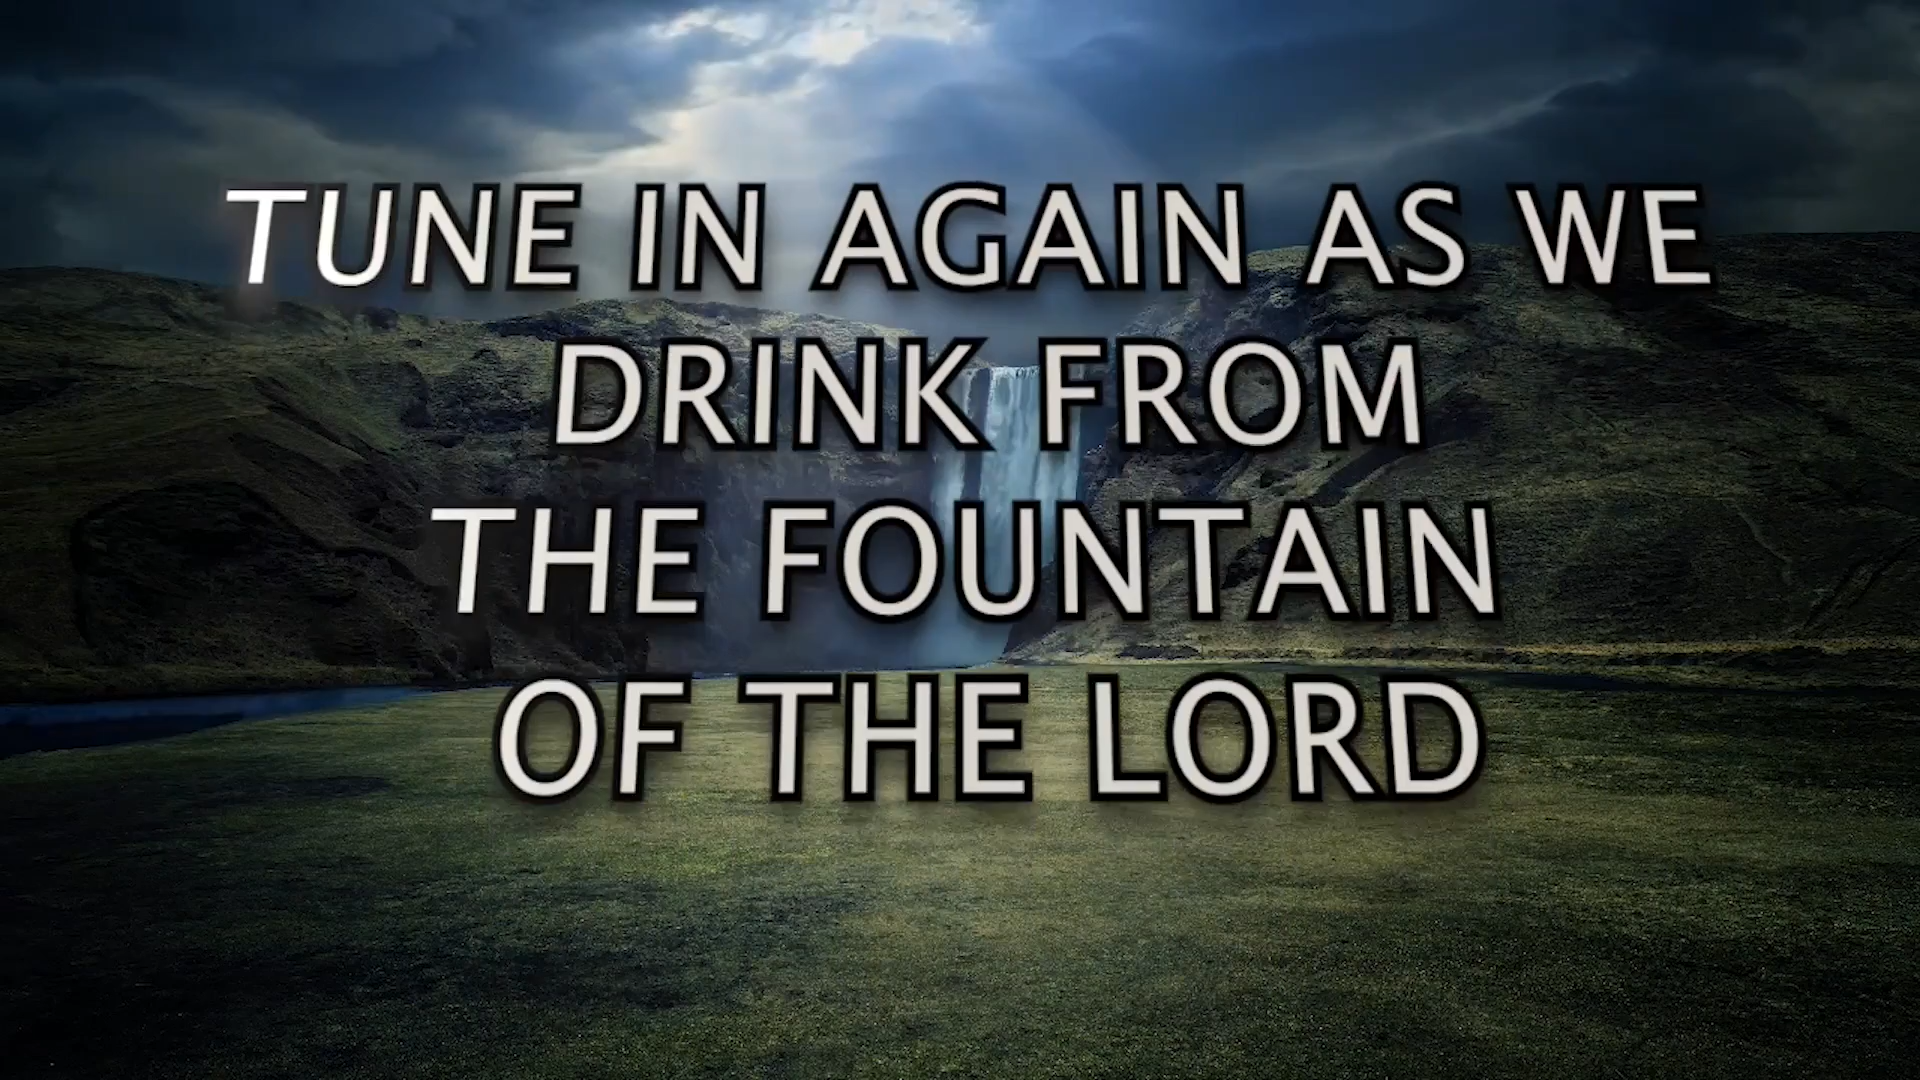 TUNE IN AGAIN AS WE
DRINK FROM
THE FOUNTAIN
OF THE LORD